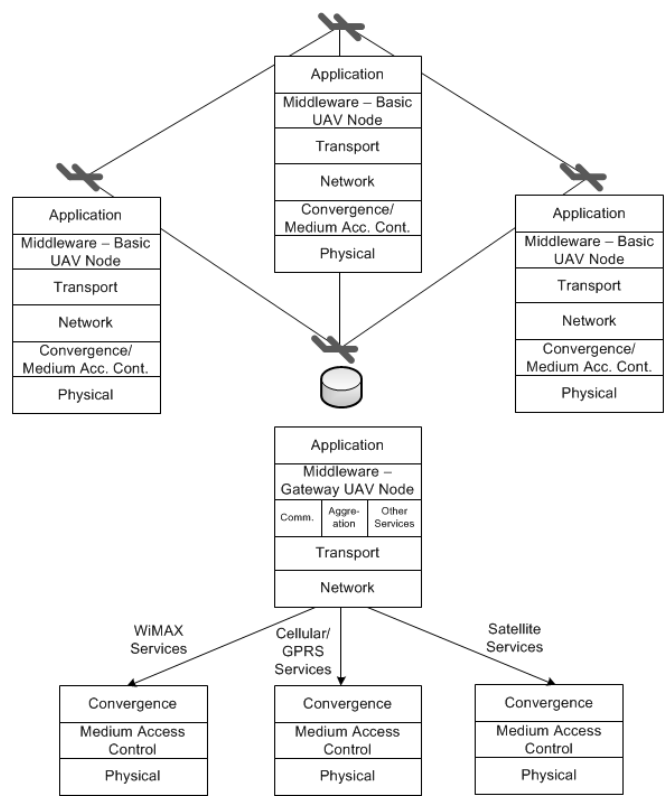 Application
Middleware – Basic
UAV Node
Transport
Network
Convergence/
Medium Acc. Cont.
Physical
Application
Middleware – Basic
UAV Node
Transport
Network
Convergence/
Medium Acc. Cont.
Physical
Application
Middleware – Basic
UAV Node
Transport
Network
Convergence/
Medium Acc. Cont.
Physical
Application
Middleware –
Gateway UAV Node
Comm.
Aggre-
ation
Other
Services
Transport
Network
WiMAX
Services
Cellular/
GPRS
Services
Satellite
Services
Convergence
Medium Access
Control
Physical
Convergence
Medium Access
Control
Physical
Convergence
Medium Access
Control
Physical